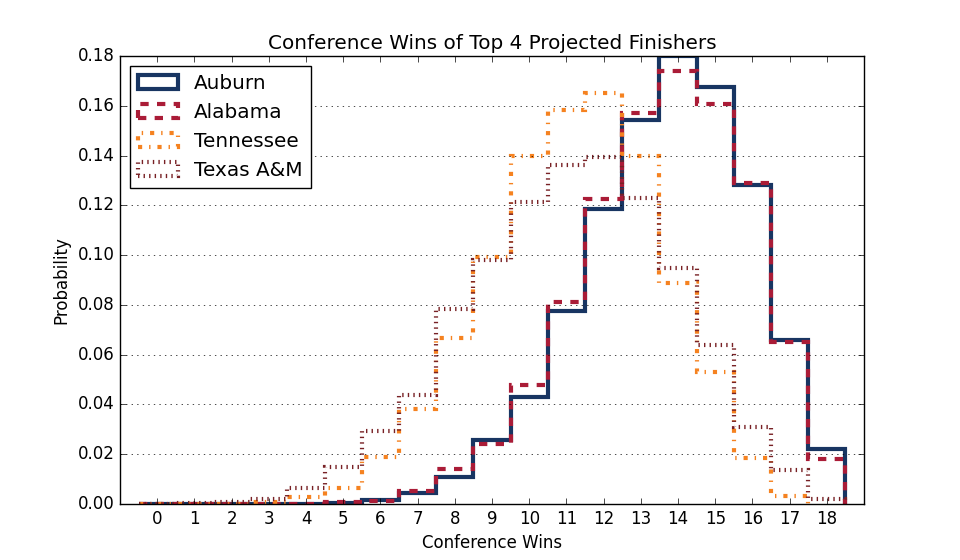 Conference Wins of Top 4 Projected Finishers
Auburn
Alabama
Tennessee
Texas A&M
Probability
0.18
0.16
0.14
0.12
0.10
0.08
0.06
0.04
0.02
0.00
0 1 2 3 4 5 6 7 8 9 10 11 12 13 14 15 16 17 18
Conference Wins